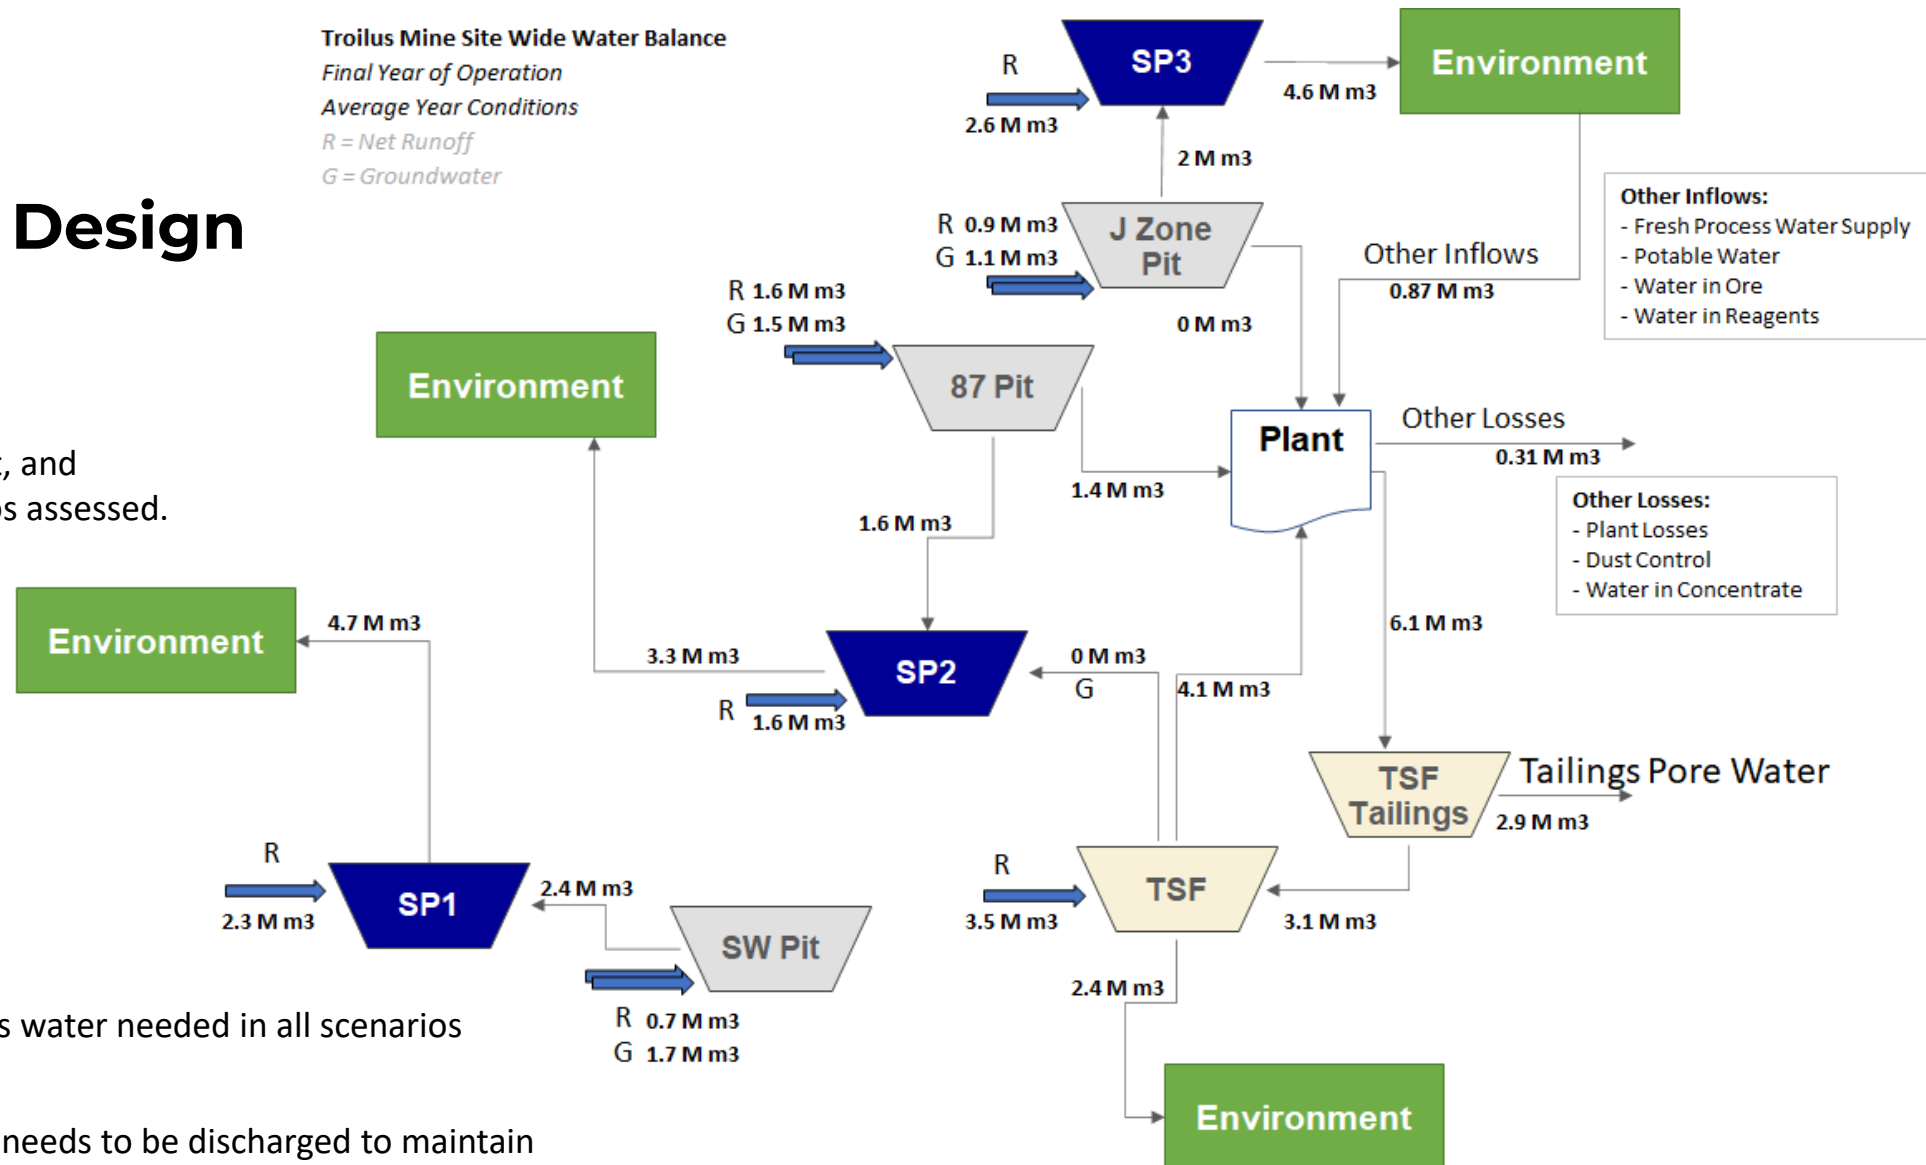 Troilus Mine Site Wide Water Balance
Final Year of Operation
Average Year Conditions
R = Net Runoff
G = Groundwater
Design
t, and
os assessed.
s water needed in all scenarios
needs to be discharged to maintain
SP3
R
2.6 M m3
4.6 M m3
Environment
2 M m3
J Zone
Pit
R 0.9 M m3
G 1.1 M m3
0 M m3
Other Inflows
0.87 M m3
Other Inflows:
- Fresh Process Water Supply
- Potable Water
- Water in Ore
- Water in Reagents
R 1.6 M m3
G 1.5 M m3
87 Pit
1.4 M m3
1.6 M m3
Environment
Plant
Other Losses
0.31 M m3
Other Losses:
- Plant Losses
- Dust Control
- Water in Concentrate
6.1 M m3
Environment
4.7 M m3
3.3 M m3
SP2
R
1.6 M m3
0 M m3
G
4.1 M m3
TSF
Tailings
Tailings Pore Water
2.9 M m3
R
2.3 M m3
SP1
2.4 M m3
SW Pit
R 0.7 M m3
G 1.7 M m3
R
3.5 M m3
TSF
3.1 M m3
2.4 M m3
Environment